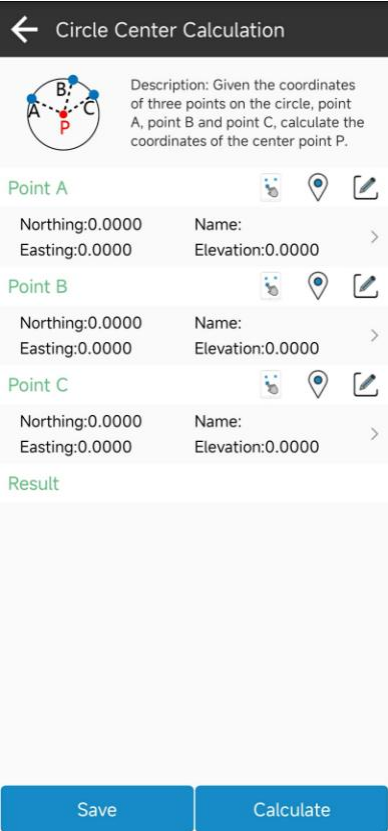 Circle Center Calculation
B
A
C
P
Description: Given the coordinates
of three points on the circle, point
A, point B and point C, calculate the
coordinates of the center point P.
Point A
Northing:0.0000 Name:
Easting:0.0000 Elevation:0.0000
Point B
Northing:0.0000 Name:
Easting:0.0000 Elevation:0.0000
Point C
Northing:0.0000 Name:
Easting:0.0000 Elevation:0.0000
Result
Save Calculate